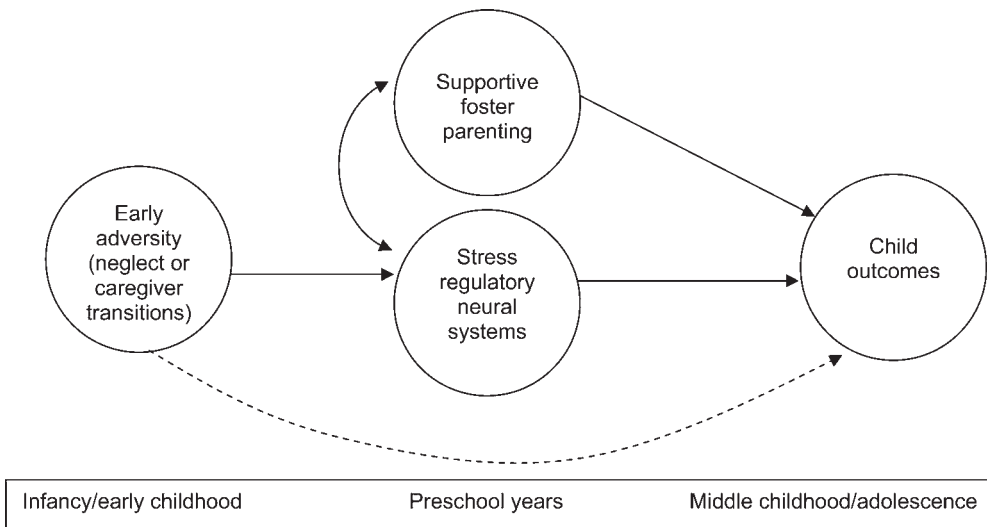 Supportive
foster
parenting
Early
adversity
(neglect or
caregiver
transitions)
Stress
regulatory
neural
systems
Child
outcomes
Infancy/early childhood
Preschool years
Middle childhood/adolescence